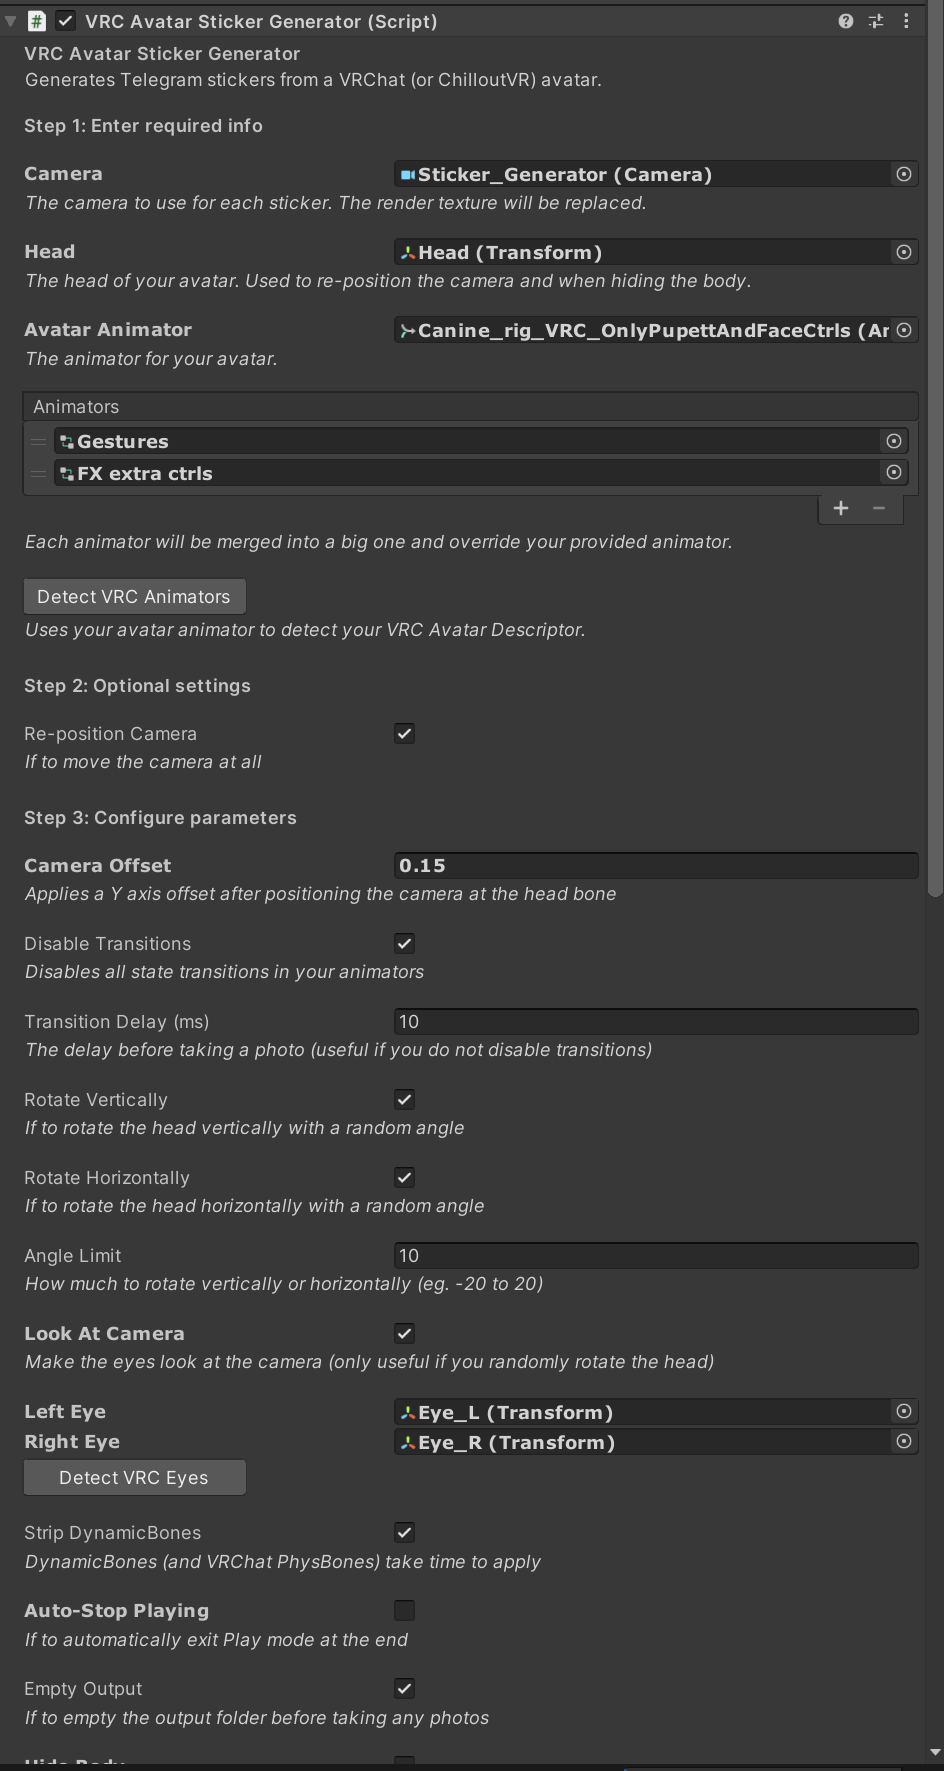 VRC Avatar Sticker Generator (Script)
VRC Avatar Sticker Generator
Generates Telegram stickers from a VRChat (or ChilloutVR) avatar.
Step 1: Enter required info
Camera Sticker_Generator (Camera)
The camera to use for each sticker. The render texture will be replaced.
Head Head (Transform)
The head of your avatar. Used to re-position the camera and when hiding the body.
Avatar Animator Canine_rig_VRC_OnlyPupettAndFaceCtrls (Ar
The animator for your avatar.
Animators
Gestures
FX extra ctrls
Each animator will be merged into a big one and override your provided animator.
Detect VRC Animators
Uses your avatar animator to detect your VRC Avatar Descriptor.
Step 2: Optional settings
Re-position Camera
If to move the camera at all
Step 3: Configure parameters
Camera Offset 0.15
Applies a Y axis offset after positioning the camera at the head bone
Disable Transitions
Disables all state transitions in your animators
Transition Delay (ms) 10
The delay before taking a photo (useful if you do not disable transitions)
Rotate Vertically
If to rotate the head vertically with a random angle
Rotate Horizontally
If to rotate the head horizontally with a random angle
Angle Limit 10
How much to rotate vertically or horizontally (eg. -20 to 20)
Look At Camera
Make the eyes look at the camera (only useful if you randomly rotate the head)
Left Eye Eye_L (Transform)
Right Eye Eye_R (Transform)
Detect VRC Eyes
Strip DynamicBones
DynamicBones (and VRChat PhysBones) take time to apply
Auto-Stop Playing
If to automatically exit Play mode at the end
Empty Output
If to empty the output folder before taking any photos
Hide Body